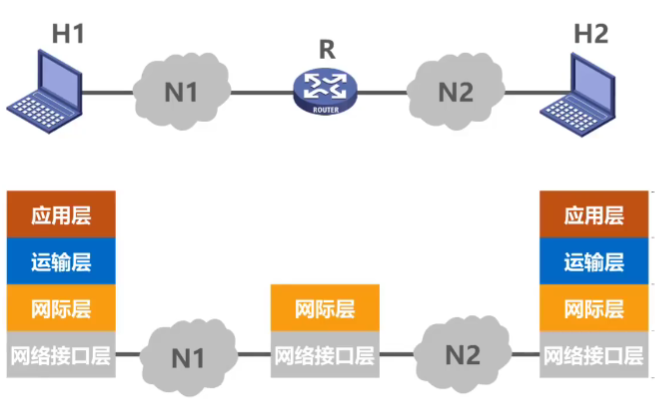 H1
R
H2
N1
ROUTER
N2
应用层
应用层
运输层
运输层
网际层
网际层
网际层
网络接口层
N1
网络接口层
N2
网络接口层